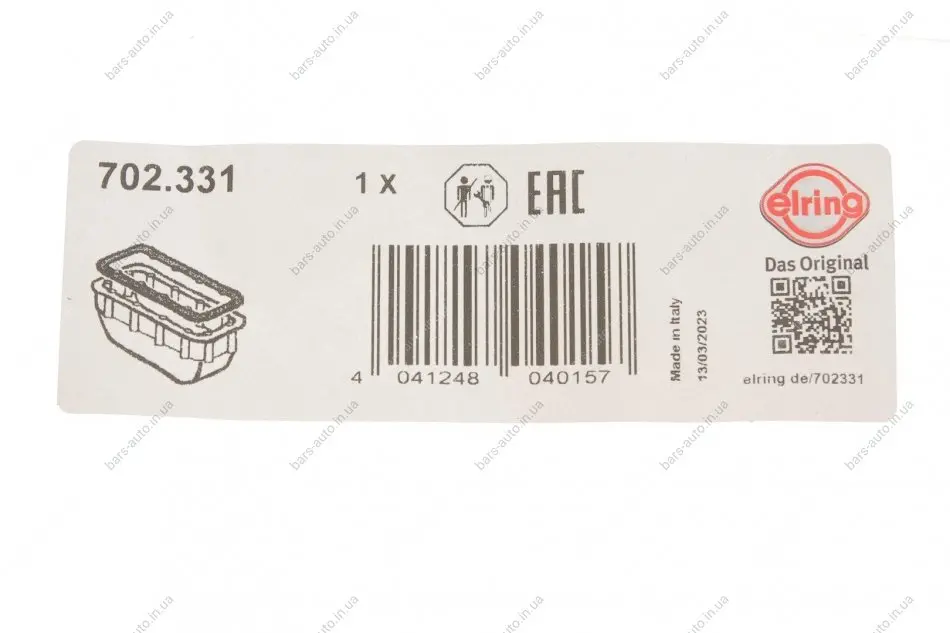 702.331
1 X
EAC
elring
Das Original
4 041248 040157
Made in Italy
13/03/2023
elring de/702331
bars-auto.in.ua